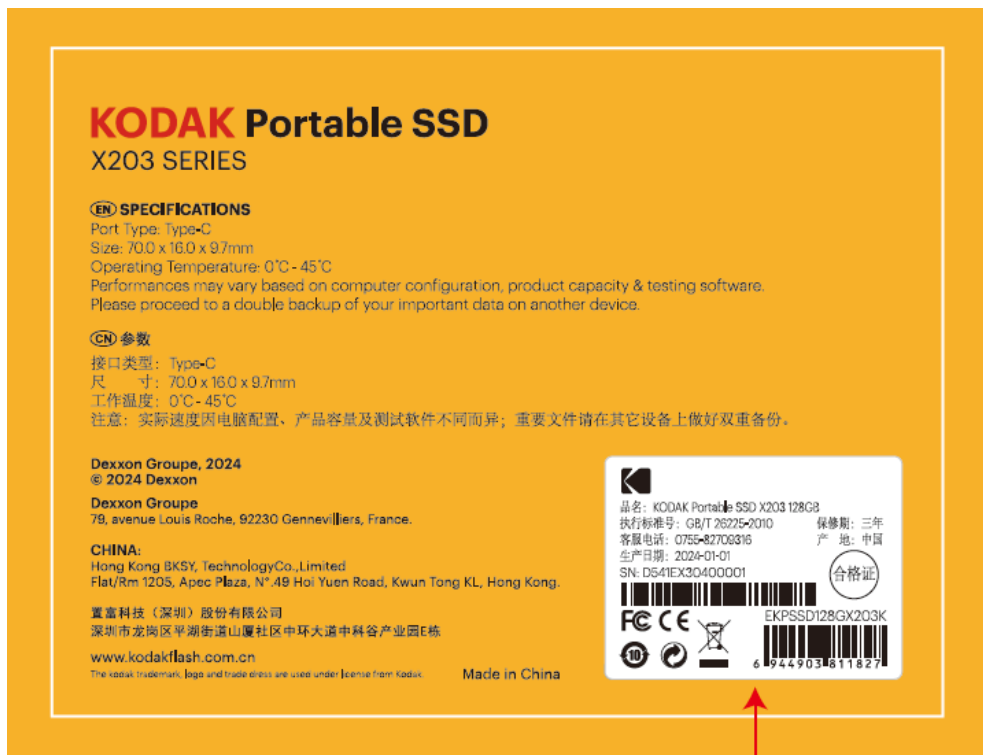 KODAK Portable SSD
X203 SERIES
EN SPECIFICATIONS
Port Type: Type-C
Size: 70.0 x 16.0 x 9.7mm
Operating Temperature: 0℃ - 45℃
Performances may vary based on computer configuration, product capacity & testing software.
Please proceed to a double backup of your important data on another device.
CN 参数
接口类型： Type-C
尺 寸：70.0 x 16.0 x 9.7mm
工作温度：0℃ - 45℃
注意：实际速度因电脑配置、产品容量及测试软件不同而异；重要文件请在其它设备上做好双重备份。
Dexxon Groupe, 2024
© 2024 Dexxon
Dexxon Groupe
79, avenue Louis Roche, 92230 Gennevilliers, France.
CHINA:
Hong Kong BKSY, TechnologyCo.,Limited
Flat/Rm 1205, Apec Plaza, N°.49 Hoi Yuen Road, Kwun Tong KL, Hong Kong.
置富科技（深圳）股份有限公司
深圳市龙岗区平湖街道山厦社区中环大道中科谷产业园E栋
www.kodakflash.com.cn
The kodak trademark, logo and trade dress are used under license from Kodak.
Made in China
品名：KODAK Portable SSD X203 128GB
执行标准号：GB/T 26225-2010 保修期：三年
客服电话：0755-82709316 产 地：中国
生产日期：2024-01-01
SN: D541EX30400001
合格证
FC CE
EKPSSD128GX203K
10
6 944903 811827